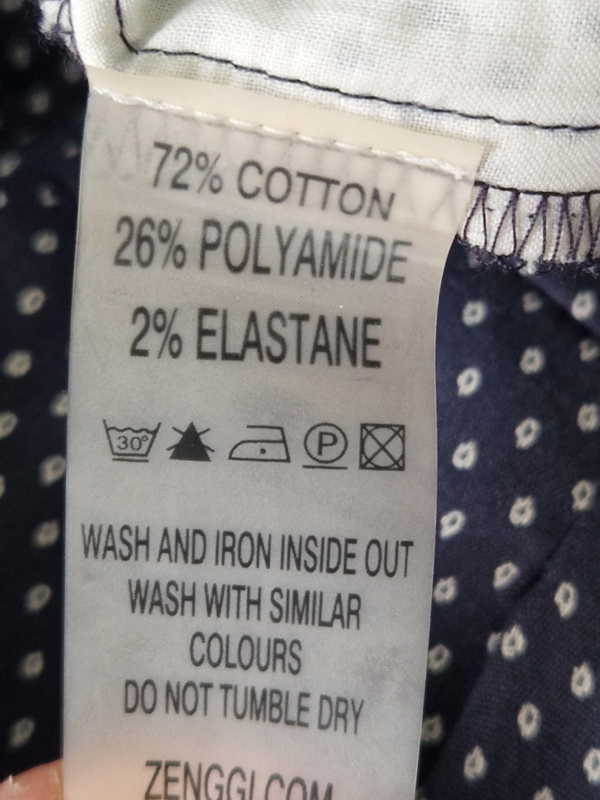 72% COTTON
26% POLYAMIDE
2% ELASTANE
30° P
WASH AND IRON INSIDE OUT
WASH WITH SIMILAR
COLOURS
DO NOT TUMBLE DRY
ZENGGI.COM